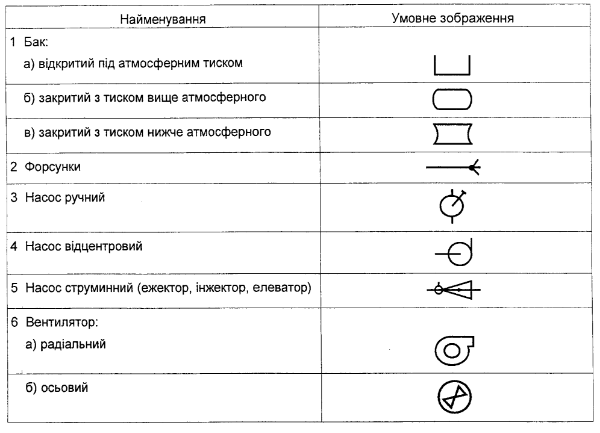 Найменування Умовне зображення
1 Бак:
а) відкритий під атмосферним тиском
б) закритий з тиском вище атмосферного
в) закритий з тиском нижче атмосферного
2 Форсунки
3 Насос ручний
4 Насос відцентровий
5 Насос струминний (ежектор, інжектор, елеватор)
6 Вентилятор:
а) радіальний
б) осьовий